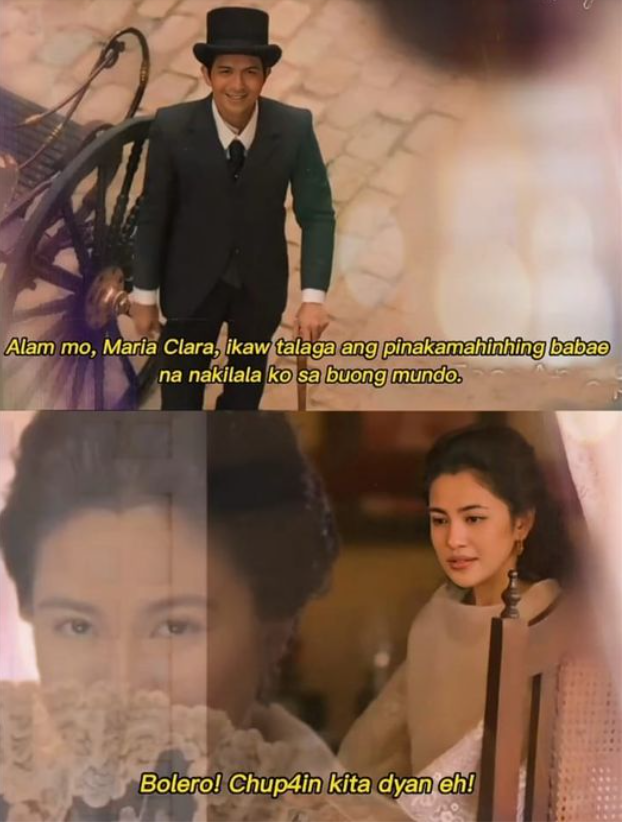 Alam mo, Maria Clara, ikaw talaga ang pinakamahinhing babae
na nakilala ko sa buong mundo.
Bolero! Chup4in kita dyan eh!